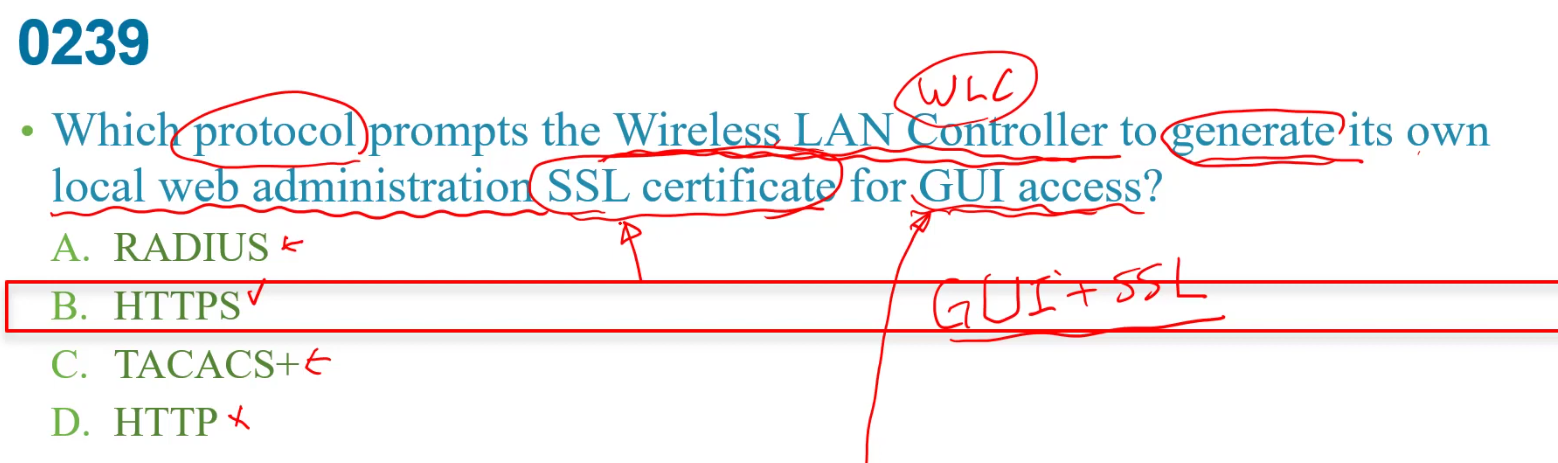 0239
WLC
• Which protocol prompts the Wireless LAN Controller to generate its own
local web administration SSL certificate for GUI access?
A. RADIUS
B. HTTPS
GUI + SSL
C. TACACS+
D. HTTP